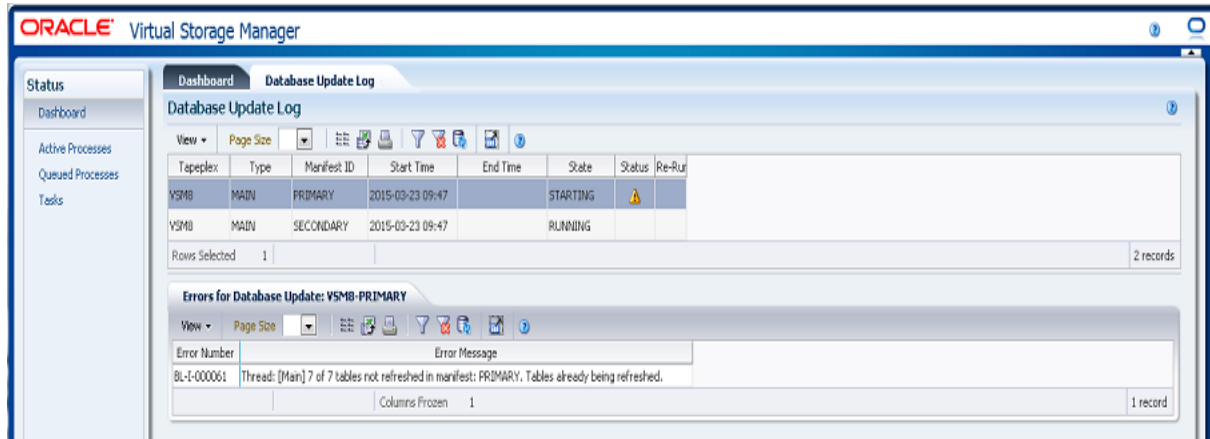 ORACLE Virtual Storage Manager
Status
Dashboard
Active Processes
Queued Processes
Tasks
Dashboard Database Update Log
Database Update Log
View Page Size
Tapeplex Type Manifest ID Start Time End Time State Status Re-Run
VSM8 MAIN PRIMARY 2015-03-23 09:47 STARTING
VSM8 MAIN SECONDARY 2015-03-23 09:47 RUNNING
Rows Selected 1 2 records
Errors for Database Update: VSM8-PRIMARY
View Page Size
Error Number Error Message
BL-I-000061 Thread: [Main] 7 of 7 tables not refreshed in manifest: PRIMARY. Tables already being refreshed.
Columns Frozen 1 1 record